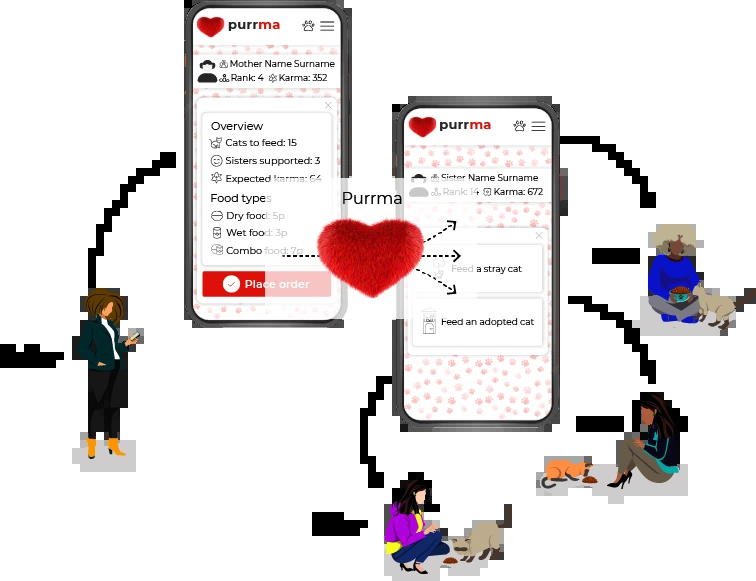 purrma
Mother Name Surname
Rank: 4 Karma: 352
Overview
Cats to feed: 15
Sisters supported: 3
Expected karma: 64
Food types
Dry food: 5p
Wet food: 3p
Combo food: 7p
Place order
Purrma
purrma
Sister Name Surname
Rank: 14 Karma: 672
Feed a stray cat
Feed an adopted cat